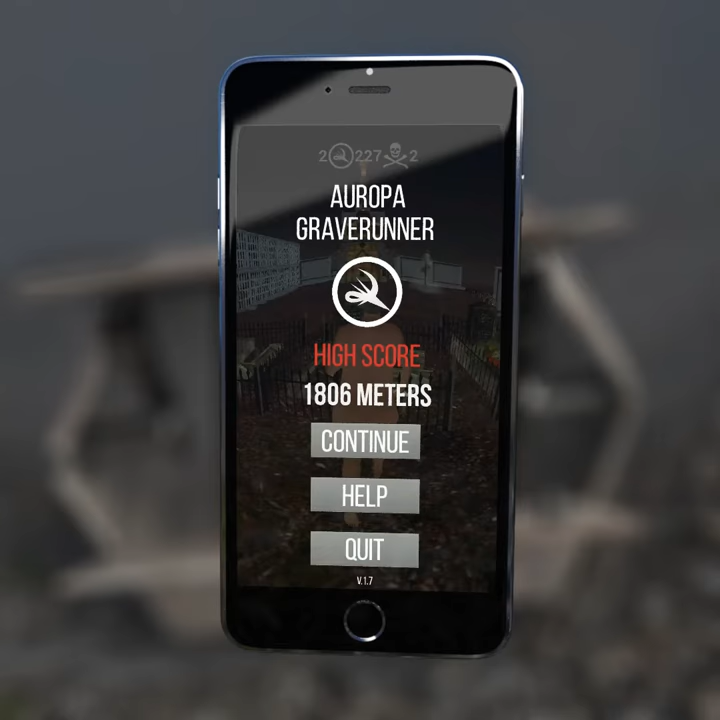 2 227 2
AUROPA
GRAVERUNNER
HIGH SCORE
1806 METERS
CONTINUE
HELP
QUIT
V.1.7